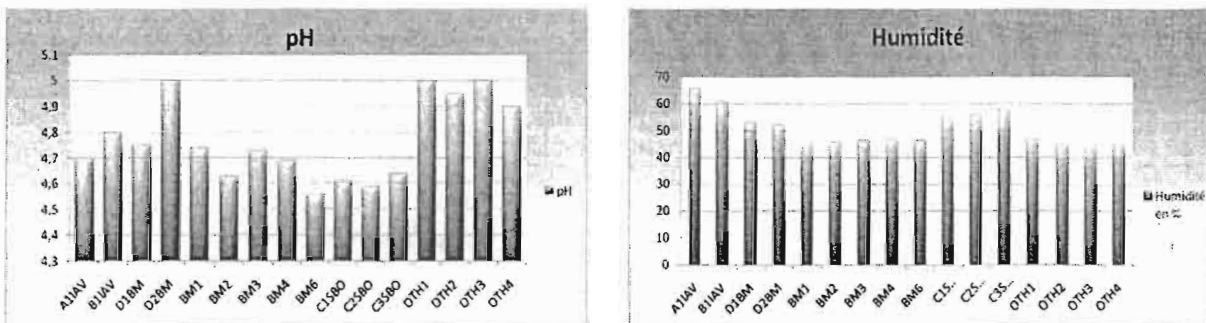 pH
5,1
5
4,9
4,8
4,7
4,6
4,5
4,4
4,3
A1IAV
B1IAV
D1BM
D2BM
BM1
BM2
BM3
BM4
BM6
C1SBO
C2SBO
C3SBO
OTH1
OTH2
OTH3
OTH4
pH
Humidité
70
60
50
40
30
20
10
0
A1IAV
B1IAV
D1BM
D2BM
BM1
BM2
BM3
BM4
BM6
C1S..
C2S...
C3S...
OTH1
OTH2
OTH3
OTH4
Humidité
en %